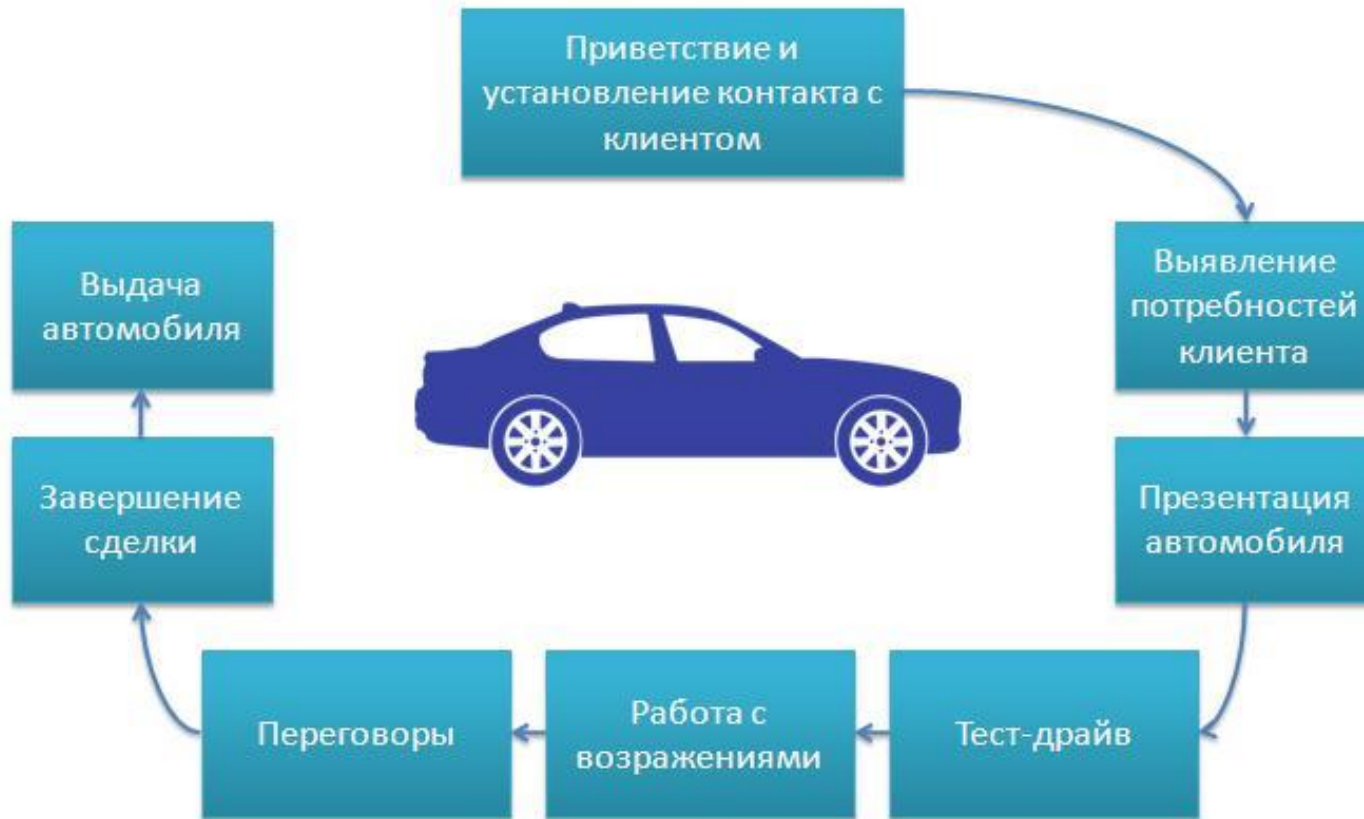 Приветствие и
установление контакта с
клиентом
Выявление
потребностей
клиента
Презентация
автомобиля
Тест-драйв
Работа с
возражениями
Переговоры
Завершение
сделки
Выдача
автомобиля